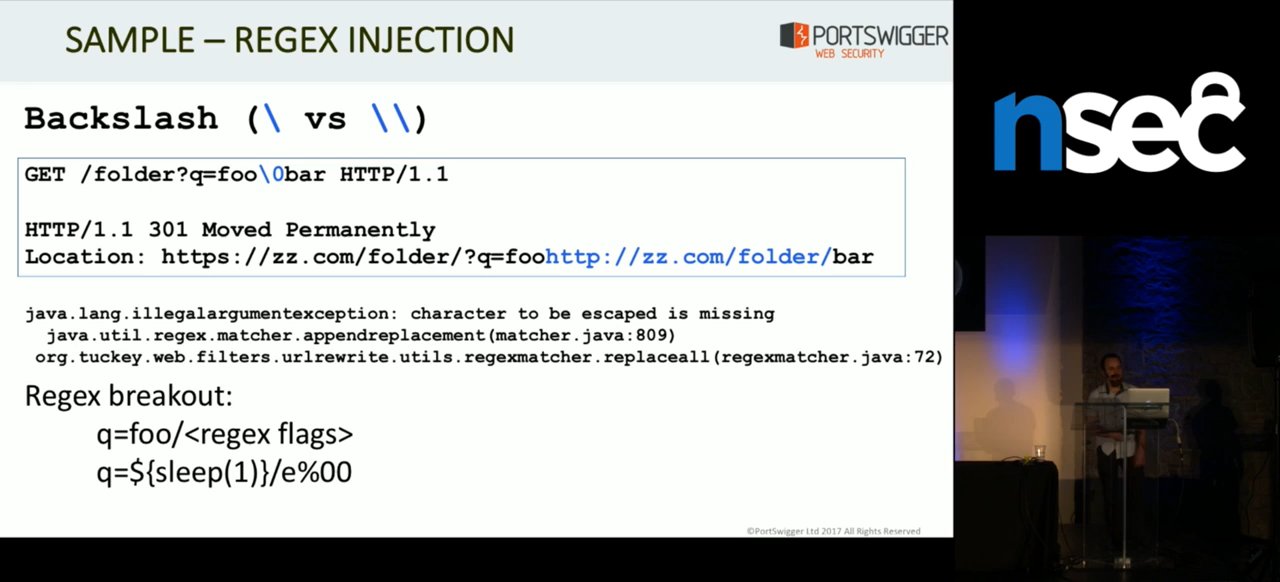 SAMPLE – REGEX INJECTION
PORTSWIGGER
WEB SECURITY
Backslash (\ vs \\)
GET /folder?q=foo\0bar HTTP/1.1
HTTP/1.1 301 Moved Permanently
Location: https://zz.com/folder/?q=foohttp://zz.com/folder/bar
java.lang.illegalargumentexception: character to be escaped is missing
java.util.regex.matcher.appendreplacement(matcher.java:809)
org.tuckey.web.filters.urlrewrite.utils.regexmatcher.replaceall(regexmatcher.java:72)
Regex breakout:
q=foo/<regex flags>
q=${sleep(1)}/e%00
©PortSwigger Ltd 2017 All Rights Reserved
nsec